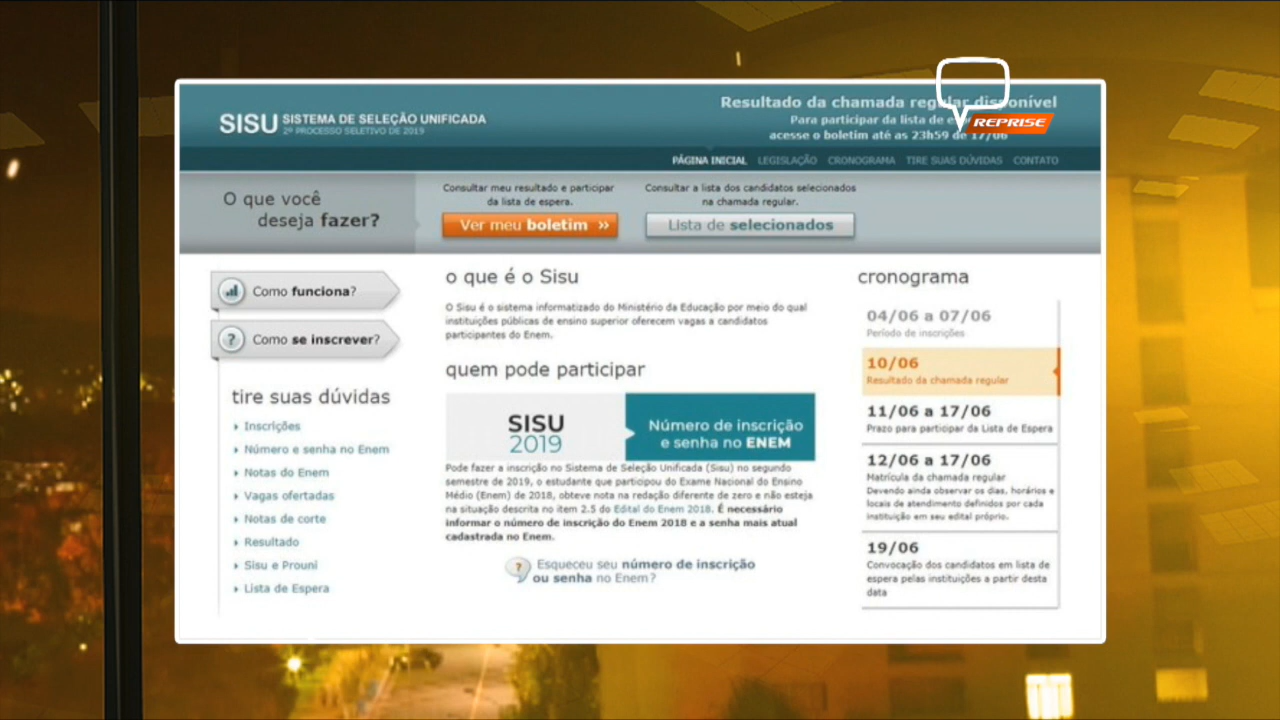 SISU SISTEMA DE SELEÇÃO UNIFICADA
2º PROCESSO SELETIVO DE 2019
Resultado da chamada regular disponível
Para participar da lista de
acesse o boletim até as 23h59 de 17/06
REPRISE
PÁGINA INICIAL LEGISLAÇÃO CRONOGRAMA TIRE SUAS DÚVIDAS CONTATO
O que você
deseja fazer?
Consultar meu resultado e participar
da lista de espera.
Ver meu boletim »
Consultar a lista dos candidatos selecionados
na chamada regular.
Lista de selecionados
Como funciona?
Como se inscrever?
tire suas dúvidas
Inscrições
Número e senha no Enem
Notas do Enem
Vagas ofertadas
Notas de corte
Resultado
Sisu e Prouni
Lista de Espera
o que é o Sisu
O Sisu é o sistema informatizado do Ministério da Educação por meio do qual
instituições públicas de ensino superior oferecem vagas a candidatos
participantes do Enem.
quem pode participar
SISU
2019
Número de inscrição
e senha no ENEM
Pode fazer a inscrição no Sistema de Seleção Unificada (Sisu) no segundo
semestre de 2019, o estudante que participou do Exame Nacional do Ensino
Médio (Enem) de 2018, obteve nota na redação diferente de zero e não esteja
na situação descrita no item 2.5 do Edital do Enem 2018. É necessário
informar o número de inscrição do Enem 2018 e a senha mais atual
cadastrada no Enem.
Esqueceu seu número de inscrição
ou senha no Enem?
cronograma
04/06 a 07/06
Período de inscrições
10/06
Resultado da chamada regular
11/06 a 17/06
Prazo para participar da Lista de Espera
12/06 a 17/06
Matrícula da chamada regular
Devendo ainda observar os dias, horários e
locais de atendimento definidos por cada
instituição em seu edital próprio.
19/06
Convocação dos candidatos em lista de
espera pelas instituições a partir desta
data